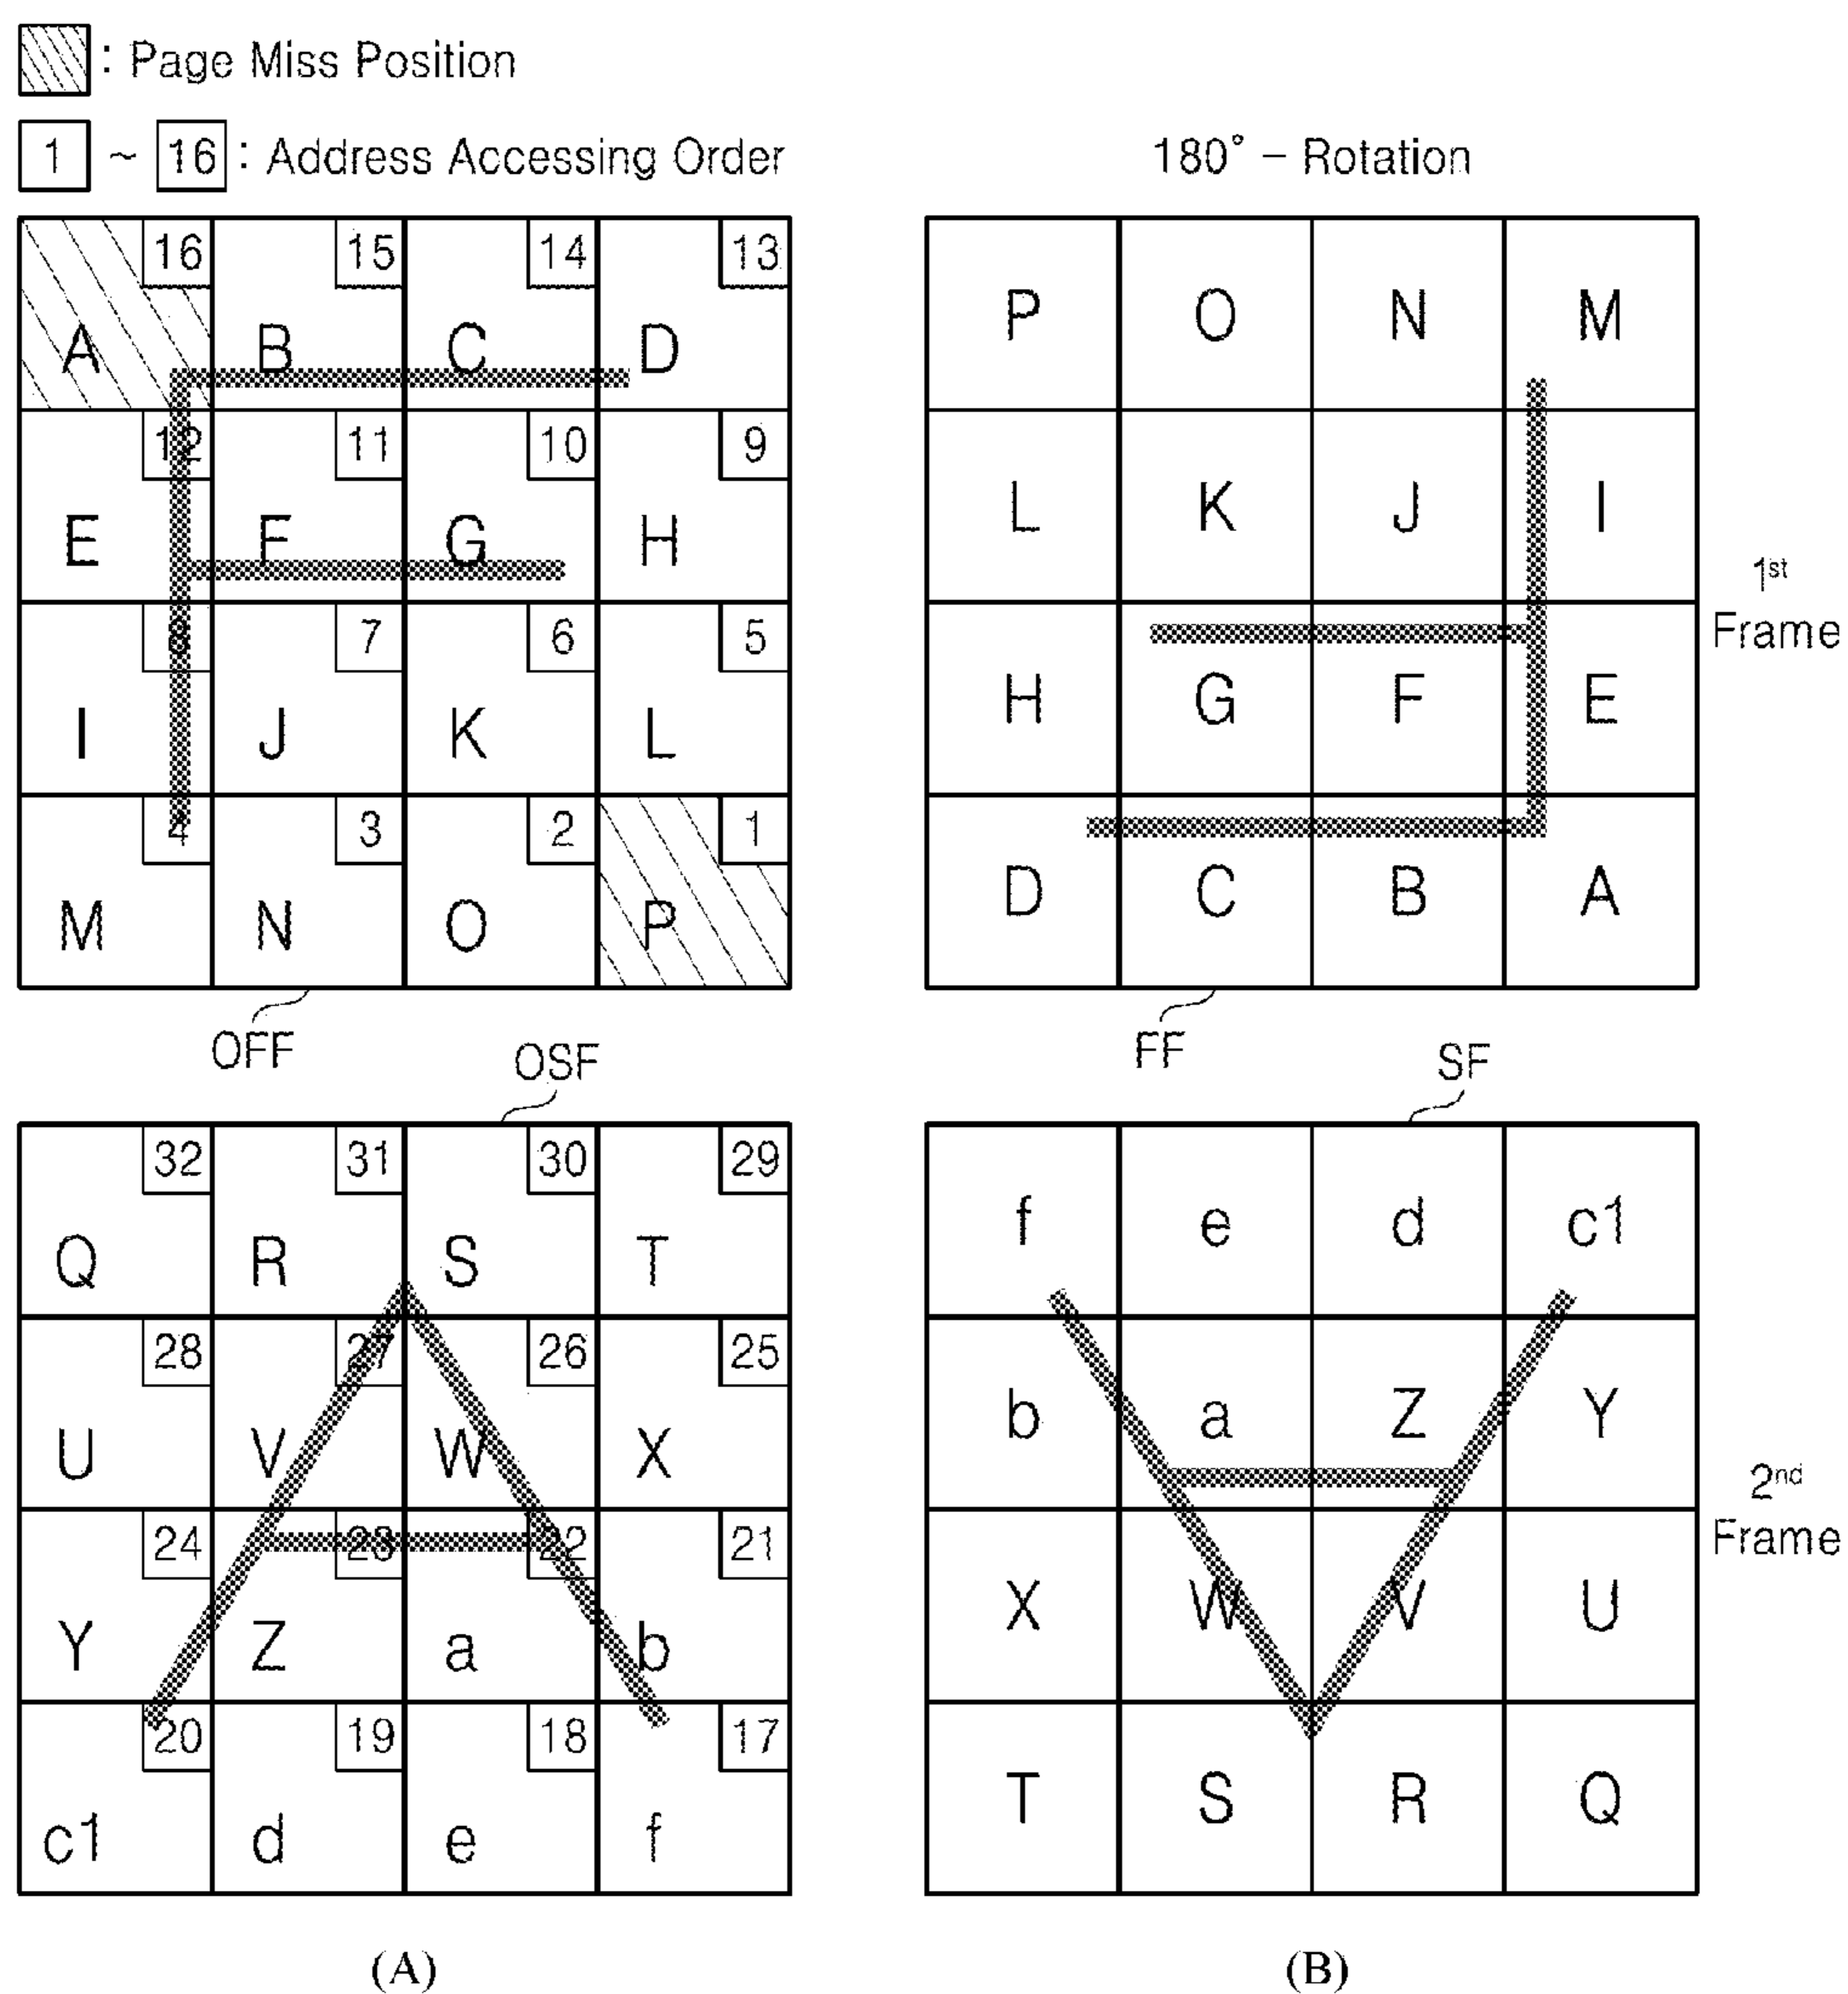 : Page Miss Position
1 ~ 16 : Address Accessing Order
180° - Rotation
16 15 14 13
A B C D
12 11 10 9
E F G H
8 7 6 5
I J K L
4 3 2 1
M N O P
OFF
P O N M
L K J I
H G F E
D C B A
FF
1st
Frame
OSF
32 31 30 29
Q R S T
28 27 26 25
U V W X
24 23 22 21
Y Z a b
20 19 18 17
c1 d e f
(A)
SF
f e d c1
b a Z Y
X W V U
T S R Q
2nd
Frame
(B)